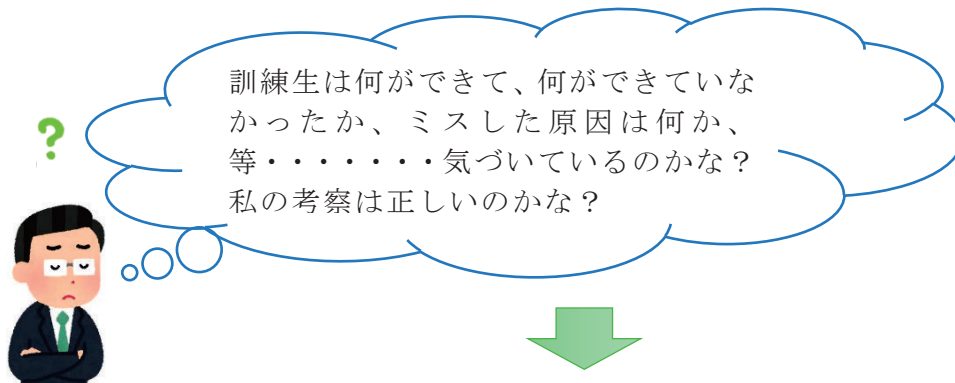 訓練生は何ができて、何ができていな
かったか、ミスした原因は何か、
等・・・・・・・気づいているのかな？
私の考察は正しいのかな？
?